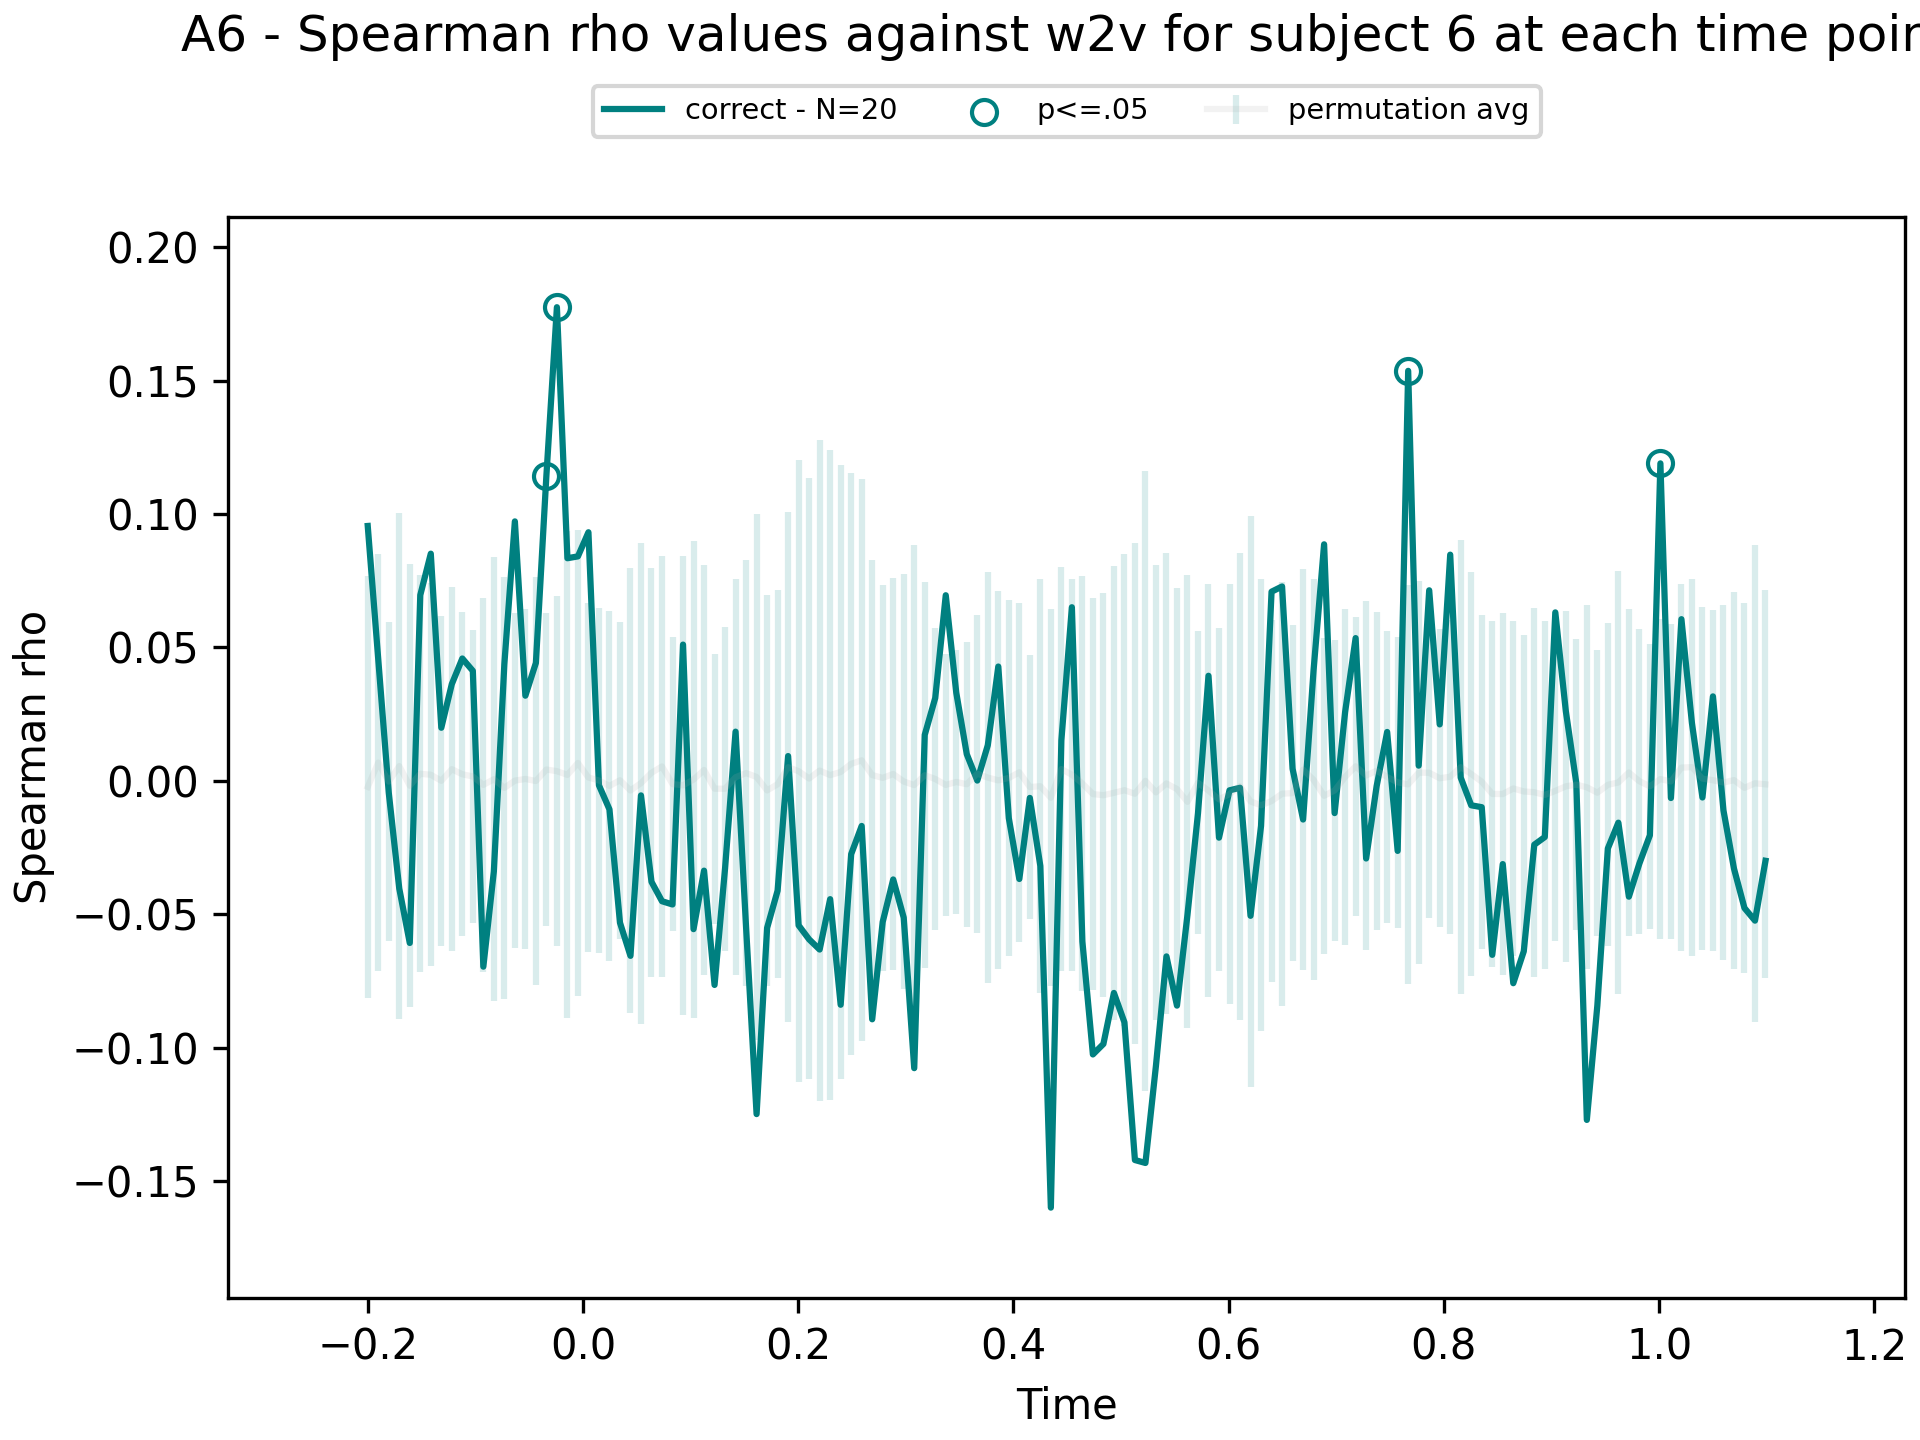 A6 - Spearman rho values against w2v for subject 6 at each time poin
correct - N=20 p<=.05 permutation avg
0.20
0.15
0.10
0.05
0.00
−0.05
−0.10
−0.15
Spearman rho
−0.2 0.0 0.2 0.4 0.6 0.8 1.0 1.2
Time